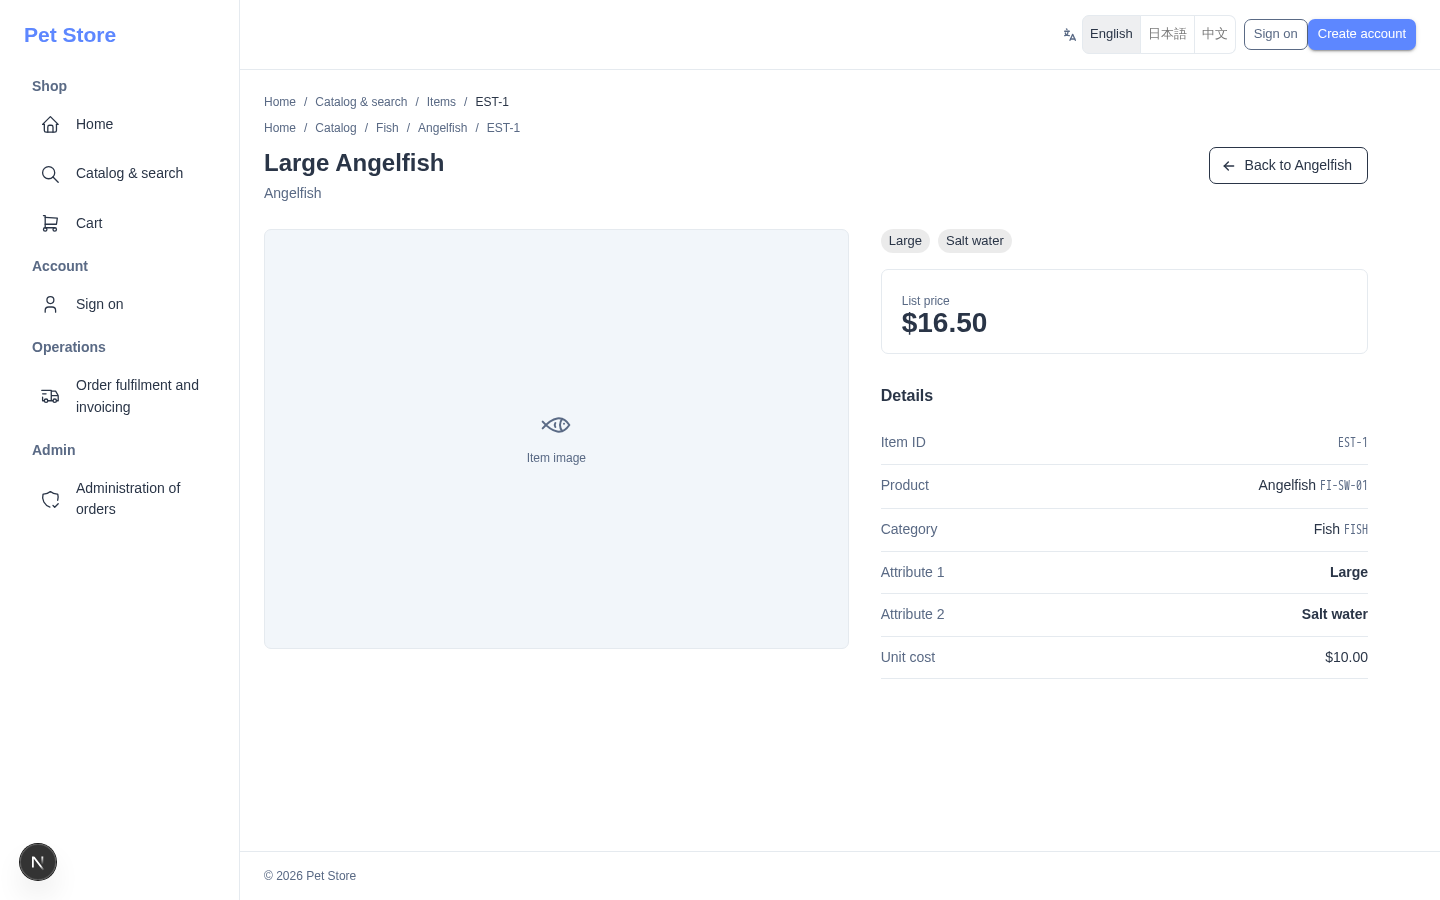 Pet Store
Shop
Home
Catalog & search
Cart
Account
Sign on
Operations
Order fulfilment and
invoicing
Admin
Administration of
orders
English 日本語 中文 Sign on Create account
Home / Catalog & search / Items / EST-1
Home / Catalog / Fish / Angelfish / EST-1
Large Angelfish
Back to Angelfish
Angelfish
Item image
Large Salt water
List price
$16.50
Details
Item ID EST-1
Product Angelfish FI-SW-01
Category Fish FISH
Attribute 1 Large
Attribute 2 Salt water
Unit cost $10.00
N
© 2026 Pet Store